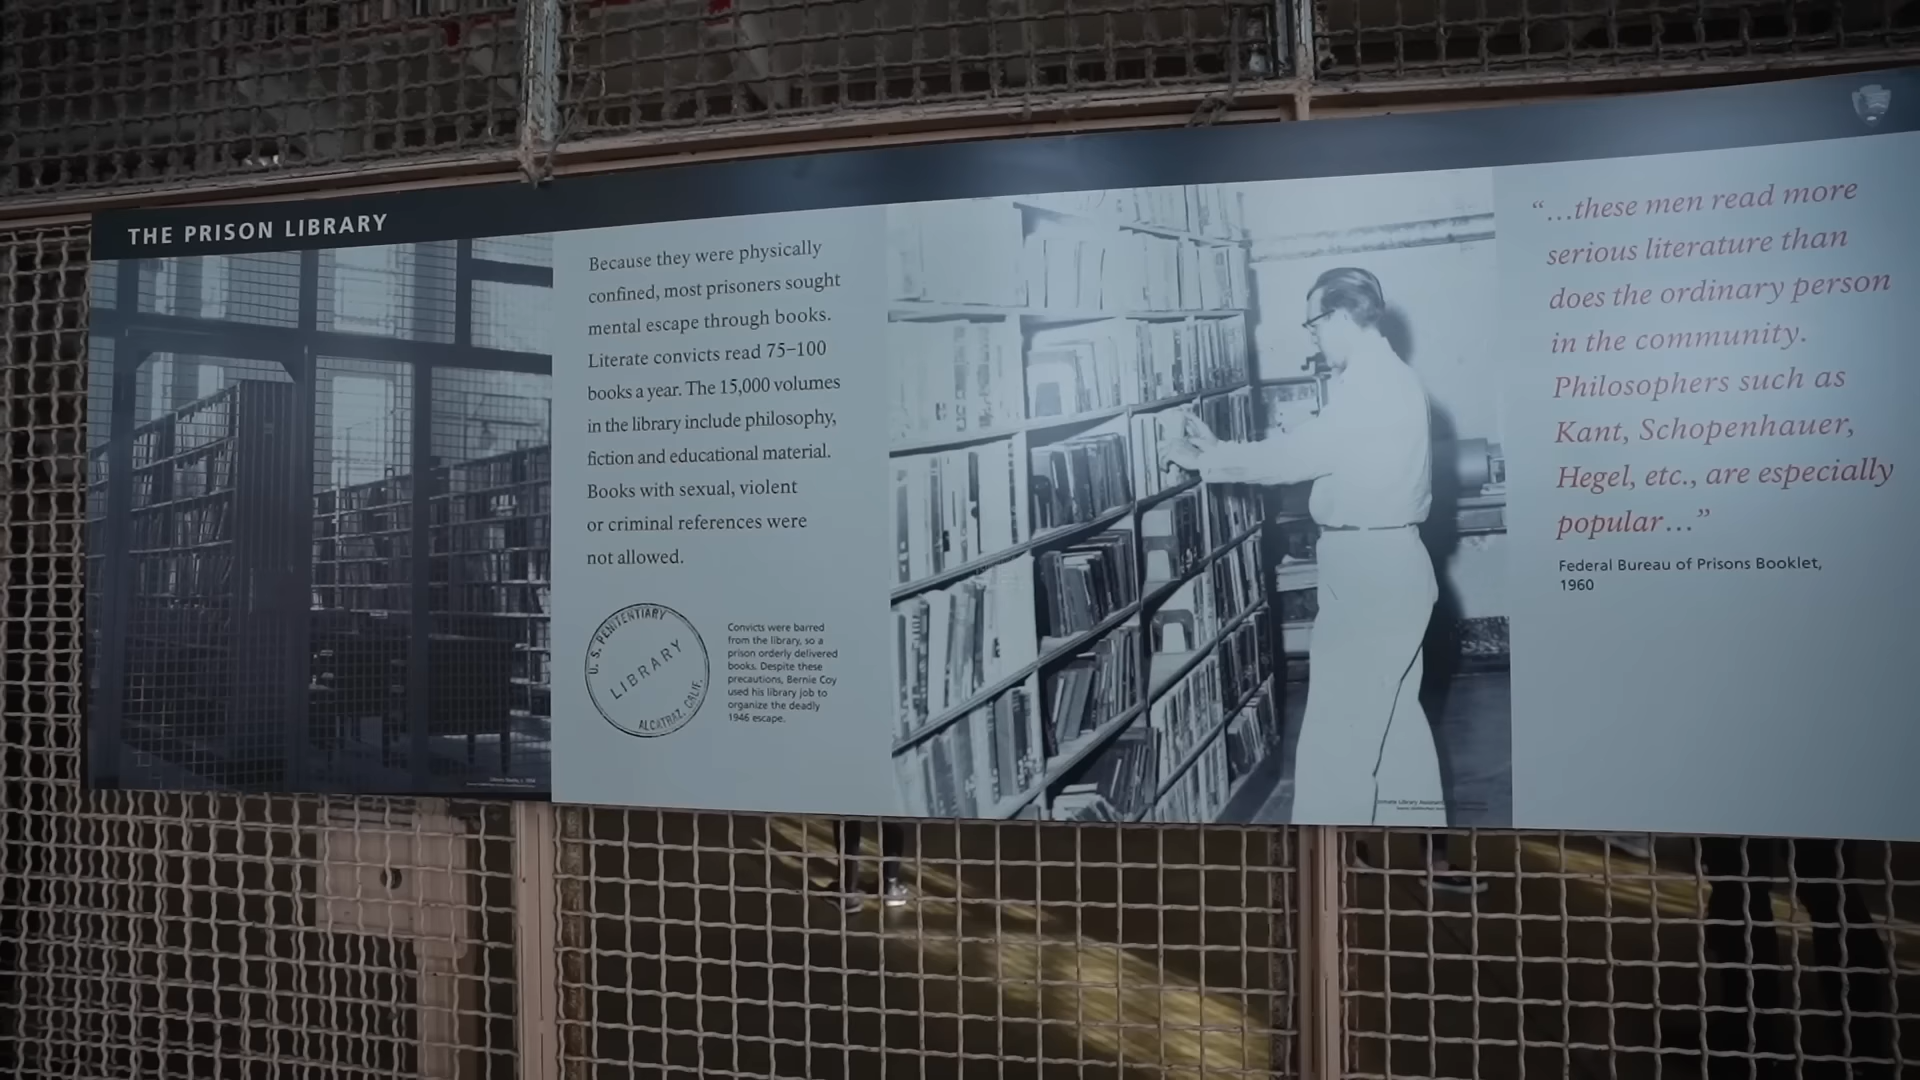 THE PRISON LIBRARY
Because they were physically
confined, most prisoners sought
mental escape through books.
Literate convicts read 75–100
books a year. The 15,000 volumes
in the library include philosophy,
fiction and educational material.
Books with sexual, violent
or criminal references were
not allowed.
U. S. PENITENTIARY
LIBRARY
ALCATRAZ, CALIF.
Convicts were barred
from the library, so a
prison orderly delivered
books. Despite these
precautions, Bernie Coy
used his library job to
organize the deadly
1946 escape.
“…these men read more
serious literature than
does the ordinary person
in the community.
Philosophers such as
Kant, Schopenhauer,
Hegel, etc., are especially
popular…”
Federal Bureau of Prisons Booklet,
1960